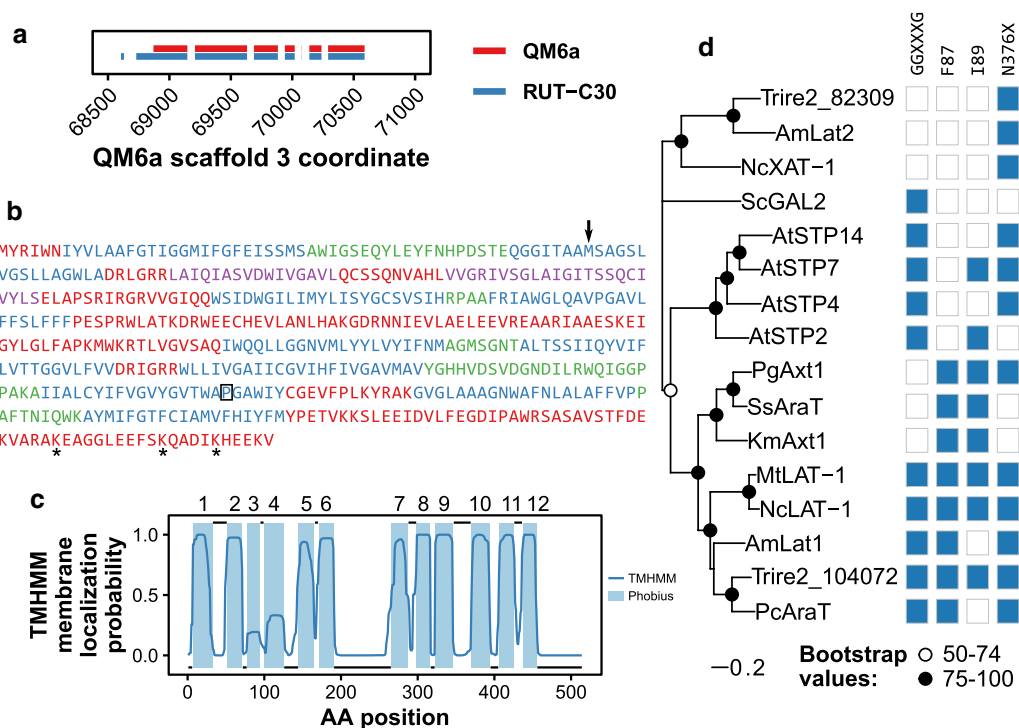 a
QM6a
RUT−C30
68500 69000 69500 70000 70500 71000
QM6a scaffold 3 coordinate
b
MYRIWNIYVLAAFGTIGGMIFGFEISSMSAWIGSEQYLEYFNHPDSTEQGGITAAMSAGSL
VGSLLAGWLADRLGRRLAIQIASVDWIVGAVLQCSSQNVAHLVVGRIVSGLAIGITSSQCI
VYLSELAPSRIRGRVVGIQQWSIDWGILIMYLISYGCSVSIHRPAAFRIAWGLQAVPGAVL
FFSLFFFPESPRWLATKDRWEECHEVLANLHAKGDRNNIEVLAELEEVREAARIAAESKEI
GYLGLFAPKMWKRTLVGVSAQIWQQLLGGNVMLYYLVYIFNMAGMSGNTALTSSIIQYVIF
LVTTGGVLFVVDRIGRRWLLIVGAIICGVIHFIVGAVMAVYGHHVDSVDGNDILRWQIGGP
PAKAIIALCYIFVGVYGVTWAPGAWIYCGEVFPLKYRAKGVGLAAAGNWAFNLALAFFVPP
AFTNIQWKAYMIFGTFCIAMVFHIYFMYPETVKKSLEEIDVLFEGDIPAWRSASAVSTFDE
KVARAKEAGGLEEFSKQADIKHEEKV
* * *
c
1 2 3 4 5 6 7 8 9 10 11 12
TMHMM
membrane
localization
probability
1.0
0.5
0.0
0 100 200 300 400 500
AA position
TMHMM
Phobius
d
GGXXXG F87 I89 N376X
Trire2_82309
AmLat2
NcXAT−1
ScGAL2
AtSTP14
AtSTP7
AtSTP4
AtSTP2
PgAxt1
SsAraT
KmAxt1
MtLAT−1
NcLAT−1
AmLat1
Trire2_104072
PcAraT
0.2
Bootstrap
values:
50-74
75-100